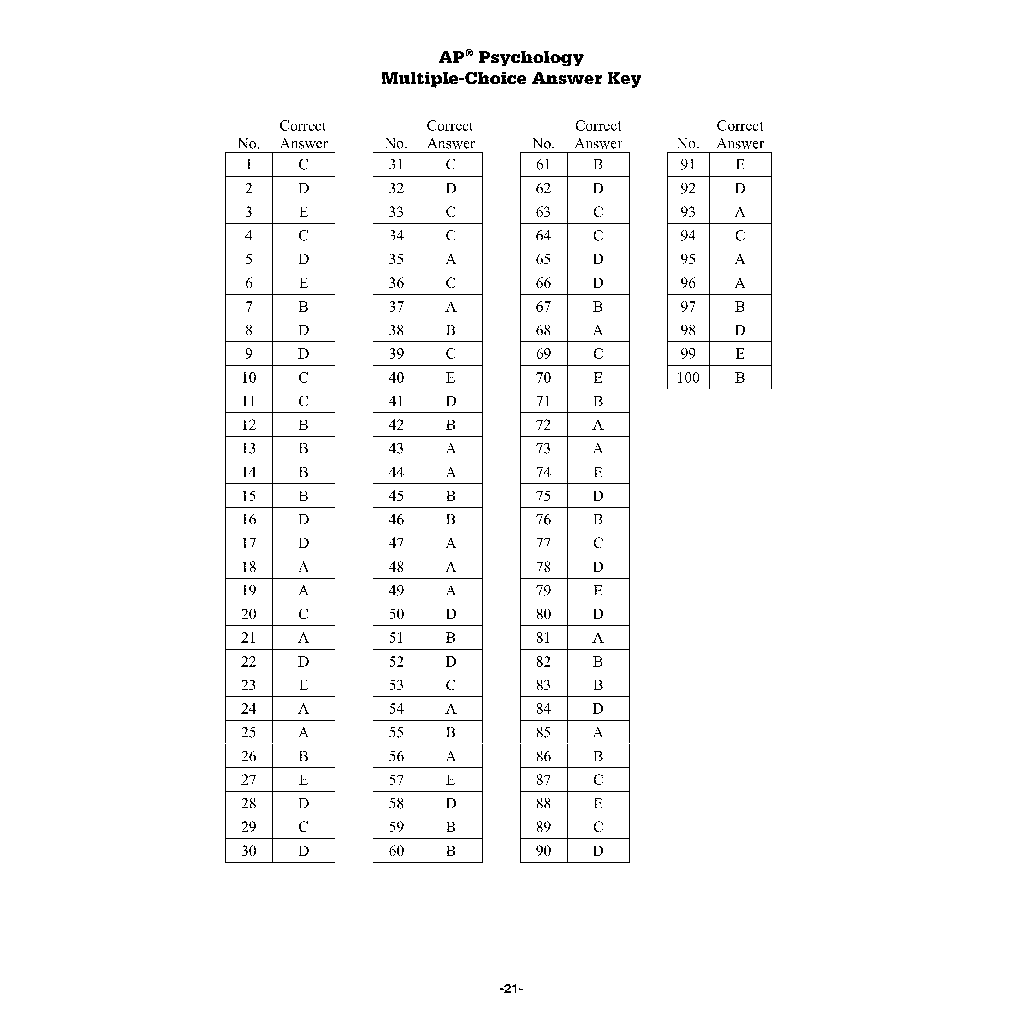 AP® Psychology
Multiple-Choice Answer Key
Correct Correct Correct Correct
No. Answer No. Answer No. Answer No. Answer
1 C 31 C 61 B 91 E
2 D 32 D 62 D 92 D
3 E 33 C 63 C 93 A
4 C 34 C 64 C 94 C
5 D 35 A 65 D 95 A
6 E 36 C 66 D 96 A
7 B 37 A 67 B 97 B
8 D 38 B 68 A 98 D
9 D 39 C 69 C 99 E
10 C 40 E 70 E 100 B
11 C 41 D 71 B
12 B 42 B 72 A
13 B 43 A 73 A
14 B 44 A 74 E
15 B 45 B 75 D
16 D 46 B 76 B
17 D 47 A 77 C
18 A 48 A 78 D
19 A 49 A 79 E
20 C 50 D 80 D
21 A 51 B 81 A
22 D 52 D 82 B
23 E 53 C 83 B
24 A 54 A 84 D
25 A 55 B 85 A
26 B 56 A 86 B
27 E 57 E 87 C
28 D 58 D 88 E
29 C 59 B 89 C
30 D 60 B 90 D
-21-